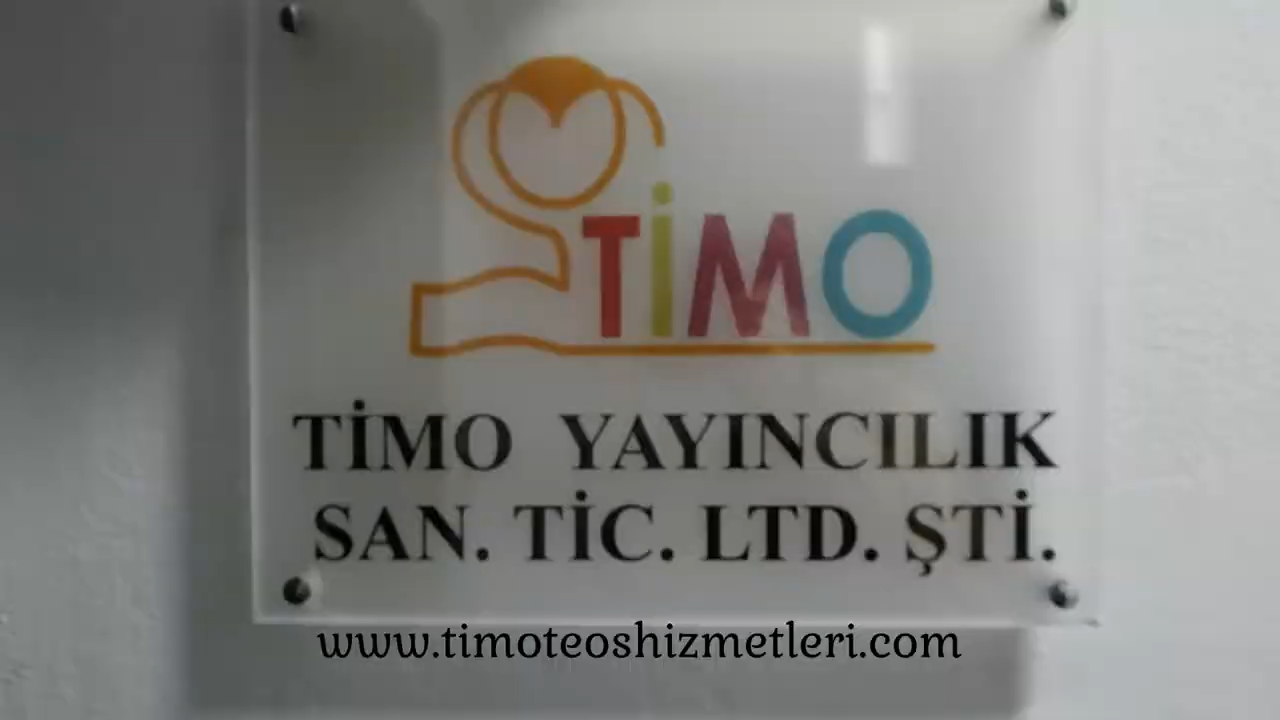 TİMO
TİMO YAYINCILIK
SAN. TİC. LTD. ŞTİ.
www.timoteoshizmetleri.com